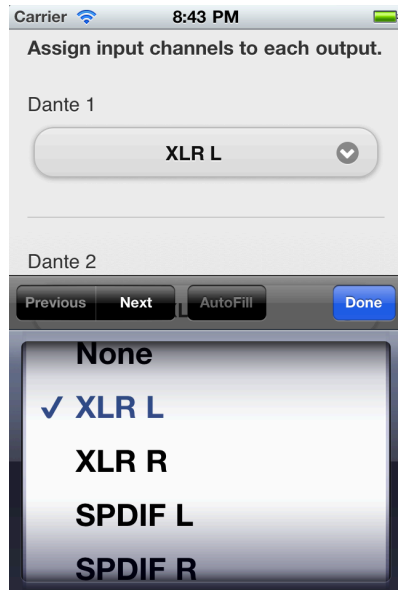 Carrier 8:43 PM
Assign input channels to each output.
Dante 1
XLR L
Dante 2
Previous Next AutoFill Done
None
✓ XLR L
XLR R
SPDIF L
SPDIF R